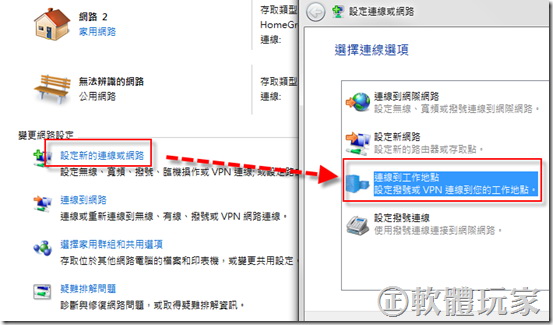 網路 2
家用網路
存取類型
HomeGr
連線:
無法辨識的網路
公用網路
存取類型
連線:
變更網路設定
設定新的連線或網路
設定無線、寬頻、撥號、臨機操作或 VPN 連線; 或設定路
連線到網路
連線或重新連線到無線、有線、撥號或 VPN 網路連線。
選擇家用群組和共用選項
存取位於其他網路電腦的檔案和印表機，或變更共用設定。
疑難排解問題
診斷與修復網路問題，或取得疑難排解資訊。
設定連線或網路
選擇連線選項
連線到網際網路
設定無線、寬頻或撥號連線到網際網路。
設定新網路
設定新的路由器或存取點。
連線到工作地點
設定撥號或 VPN 連線到您的工作地點。
設定撥號連線
使用撥號連線連接到網際網路。
正軟體玩家